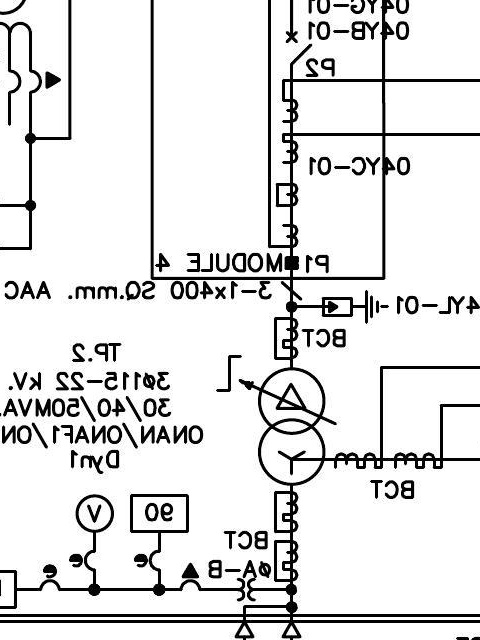 04YG-01
04YB-01
P2
04YC-01
P1
MODULE 4
3-1x400 SQ.mm. AAC
4YL-01
BCT
TP.2
3ø115-22 kV.
30/40/50MVA
ONAN/ONAF1/ON
Dyn1
BCT
V
90
BCT
øA-B
e
e
e